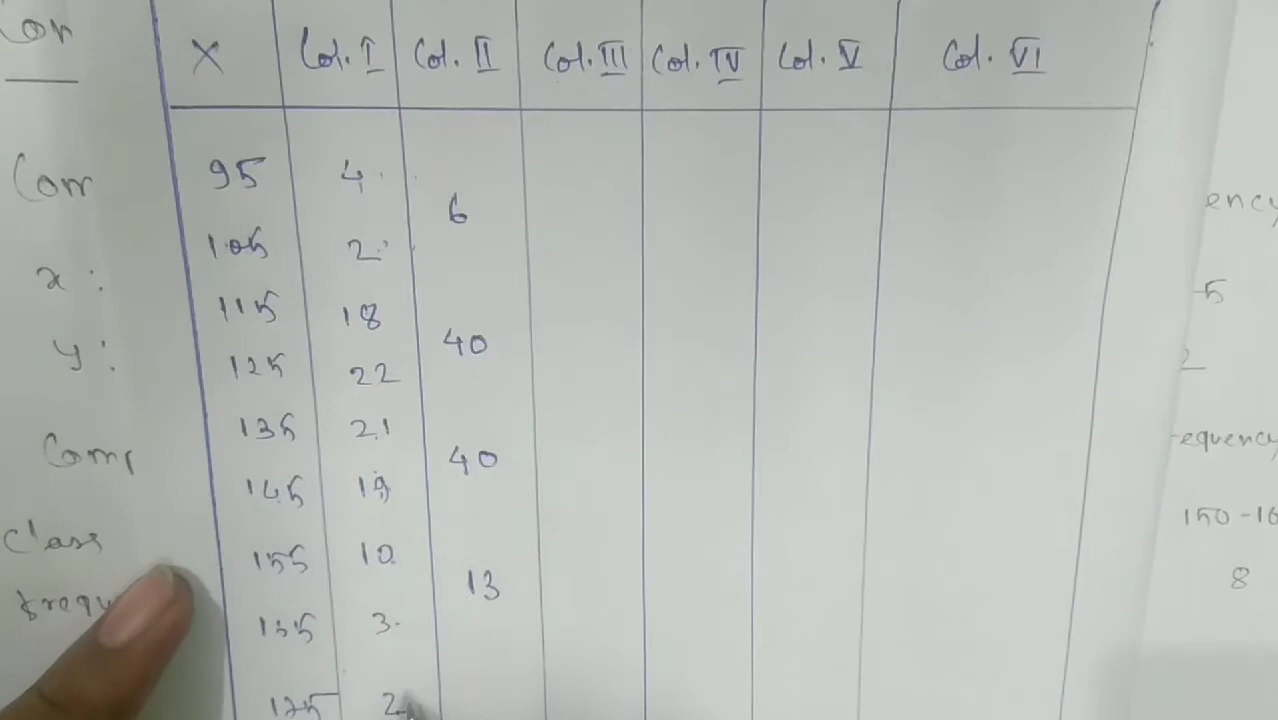 X Col. I Col. II Col. III Col. IV Col. V Col. VI
95 4
6
105 2
115 18
40
125 22
135 21
40
145 19
155 10
13
165 3
175 2
Con
Com
x :
y :
Comp
Class
frequ
ency
-5
2
equency
150-16
8